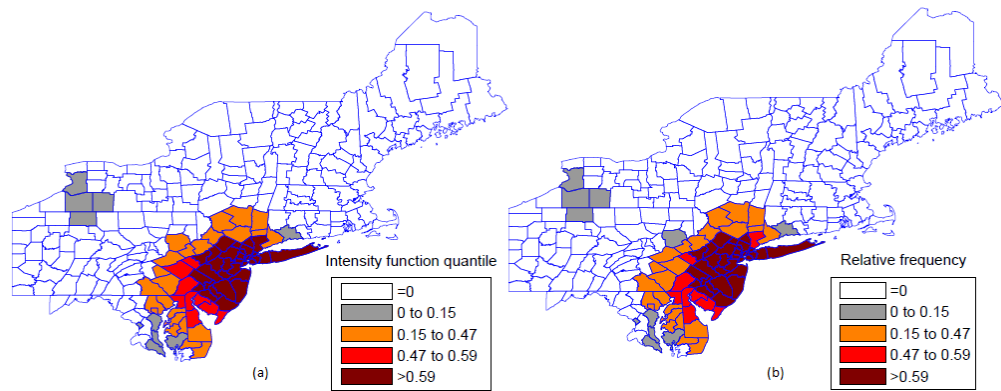 Intensity function quantile
=0
0 to 0.15
0.15 to 0.47
0.47 to 0.59
>0.59
(a)
Relative frequency
=0
0 to 0.15
0.15 to 0.47
0.47 to 0.59
>0.59
(b)